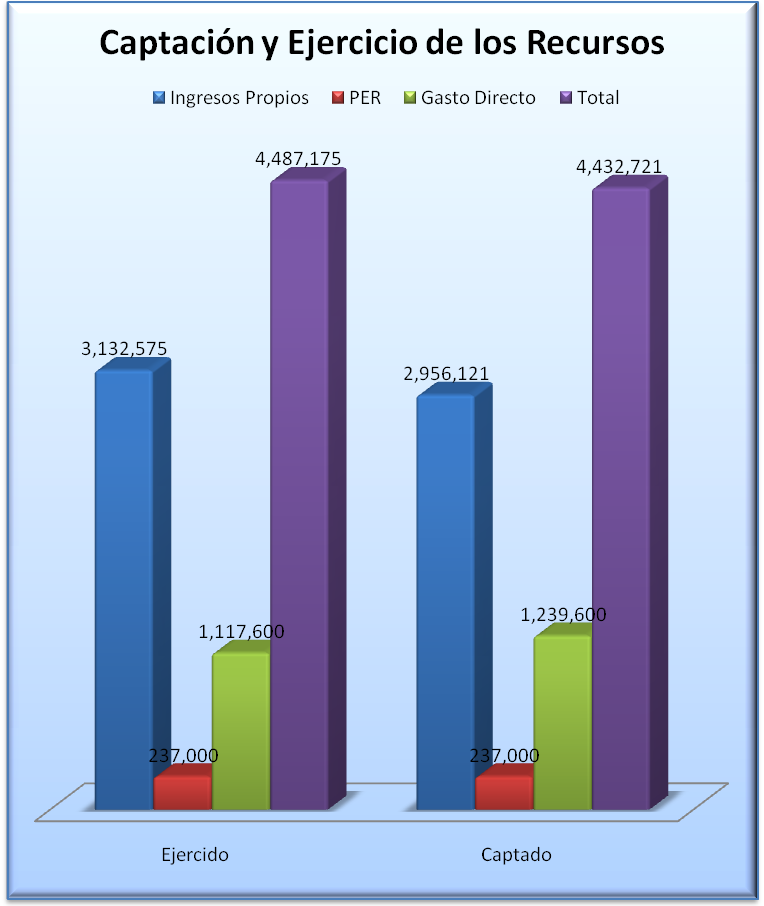 Captación y Ejercicio de los Recursos
Ingresos Propios PER Gasto Directo Total
4,487,175
4,432,721
3,132,575
2,956,121
1,117,600
1,239,600
237,000
237,000
Ejercido Captado